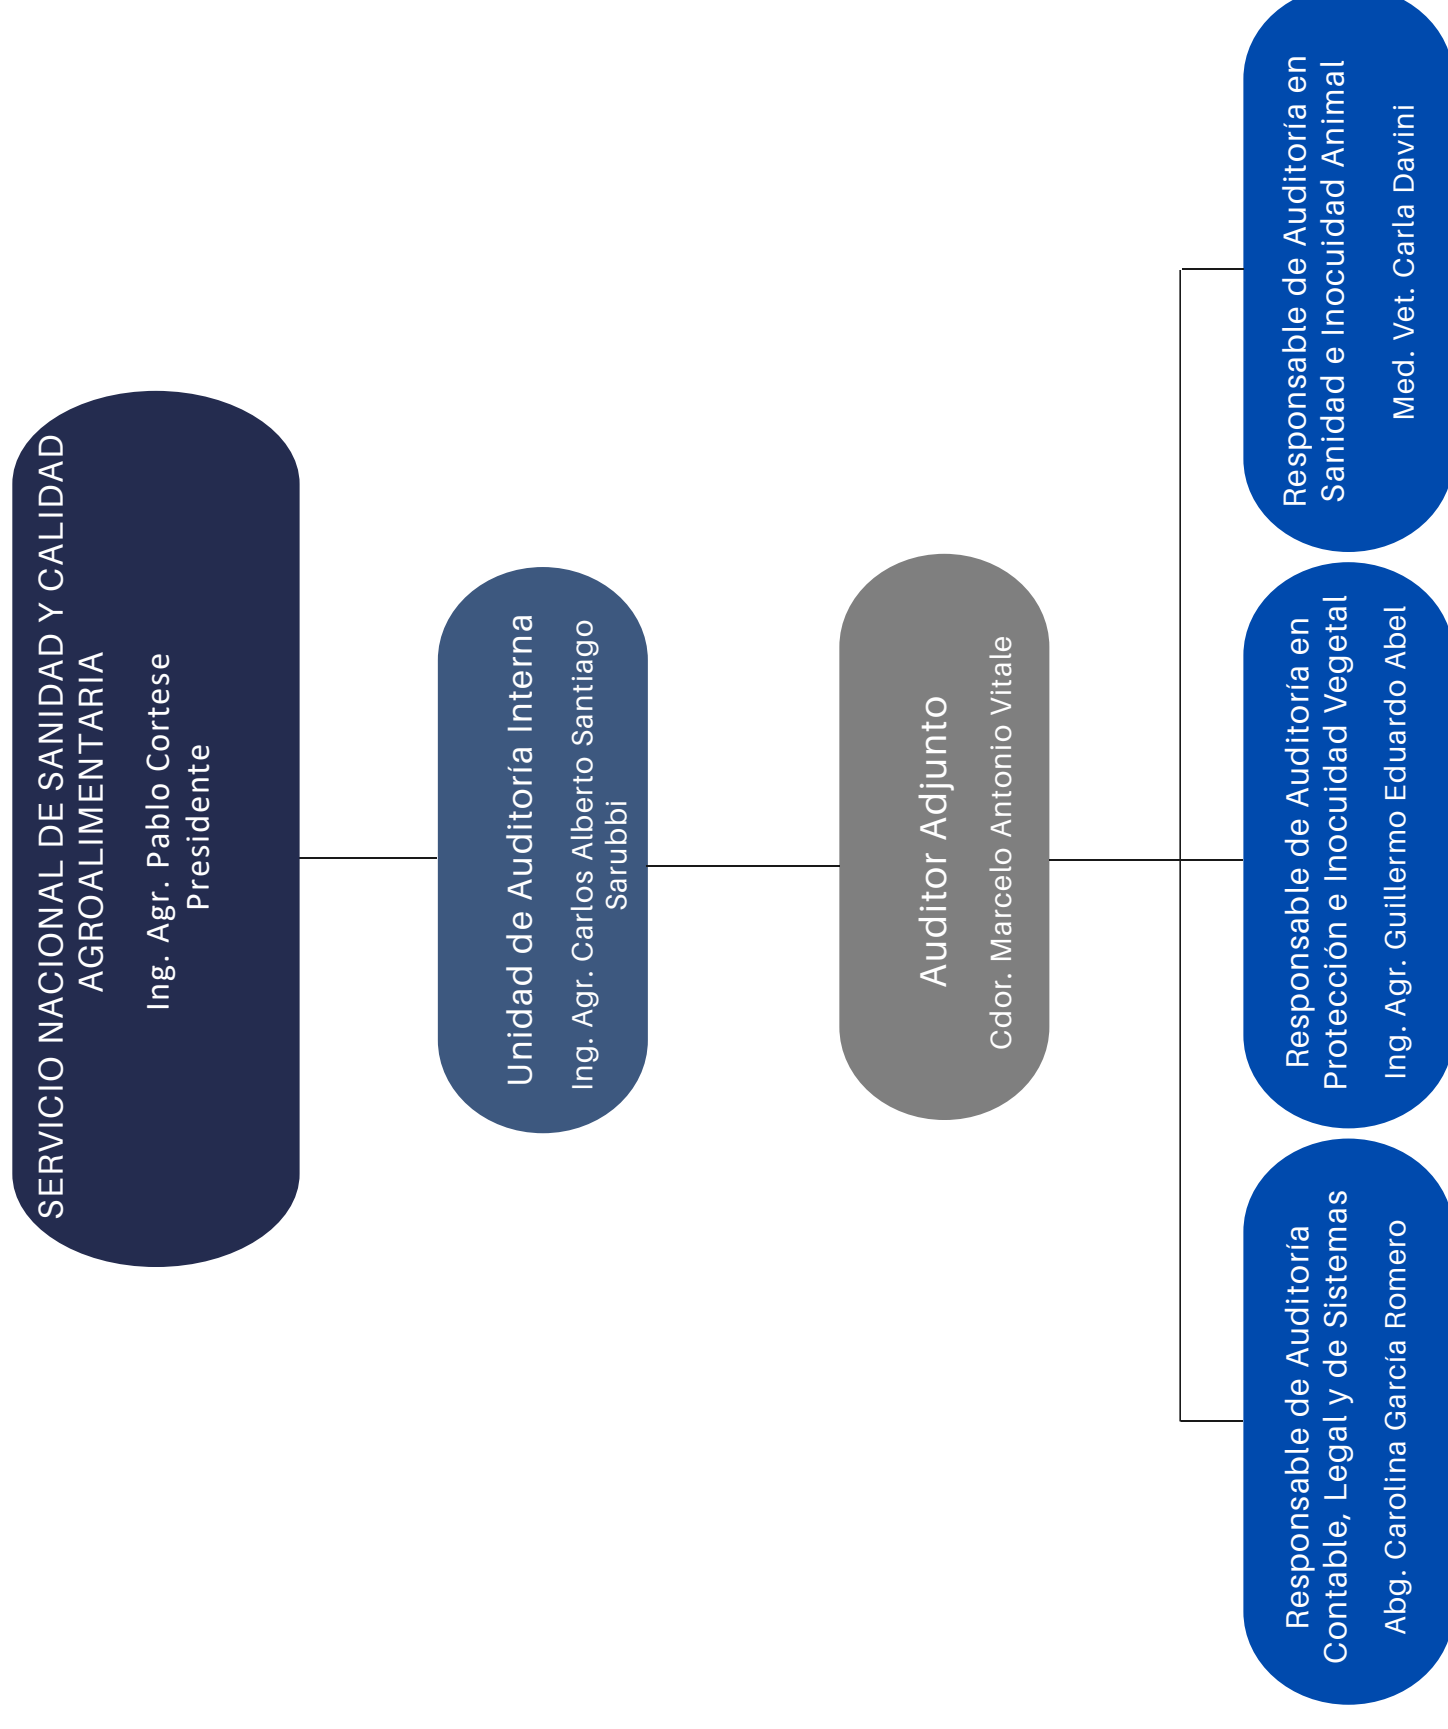 SERVICIO NACIONAL DE SANIDAD Y CALIDAD
AGROALIMENTARIA
Ing. Agr. Pablo Cortese
Presidente
Unidad de Auditoría Interna
Ing. Agr. Carlos Alberto Santiago
Sarubbi
Auditor Adjunto
Cdor. Marcelo Antonio Vitale
Responsable de Auditoría
Contable, Legal y de Sistemas
Abg. Carolina García Romero
Responsable de Auditoría en
Protección e Inocuidad Vegetal
Ing. Agr. Guillermo Eduardo Abel
Responsable de Auditoría en
Sanidad e Inocuidad Animal
Med. Vet. Carla Davini